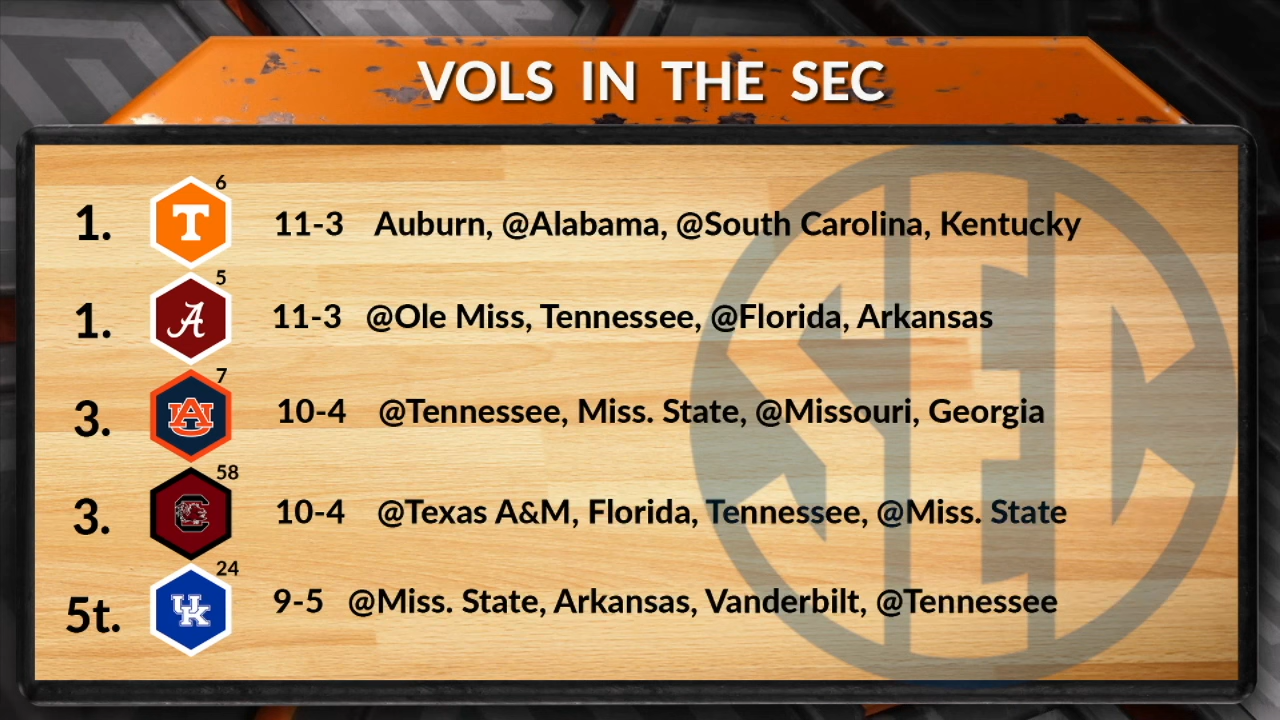 VOLS IN THE SEC
6
1. T 11-3 Auburn, @Alabama, @South Carolina, Kentucky
5
1. A 11-3 @Ole Miss, Tennessee, @Florida, Arkansas
7
3. AU 10-4 @Tennessee, Miss. State, @Missouri, Georgia
58
3. C 10-4 @Texas A&M, Florida, Tennessee, @Miss. State
24
5t. UK 9-5 @Miss. State, Arkansas, Vanderbilt, @Tennessee
SEC